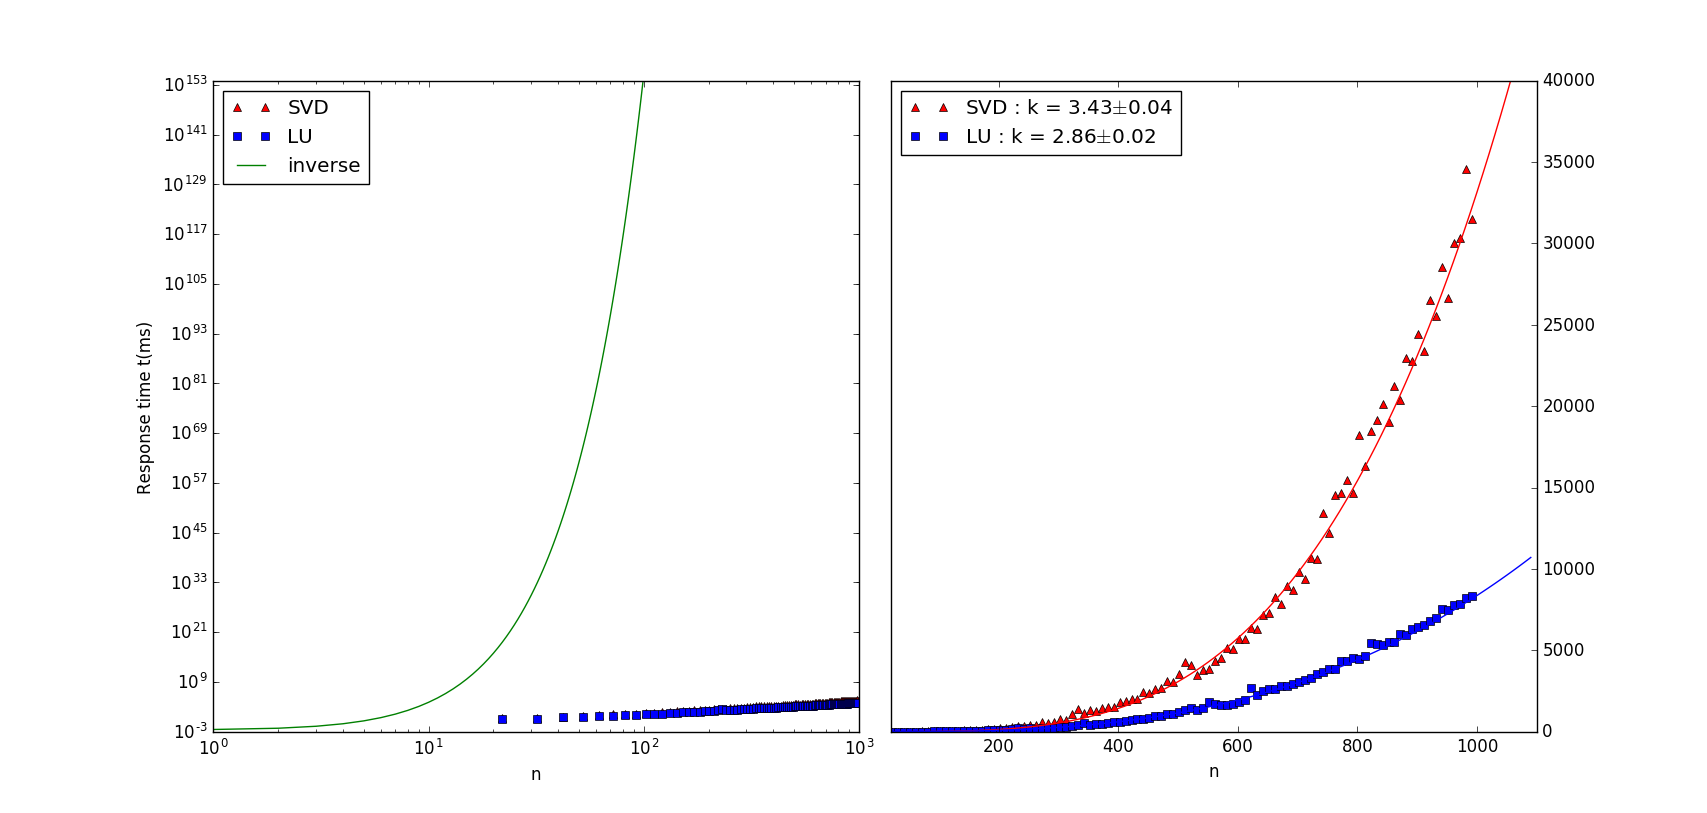 SVD
LU
inverse
10^153
10^141
10^129
10^117
10^105
10^93
10^81
10^69
10^57
10^45
10^33
10^21
10^9
10^-3
Response time t(ms)
10^0 10^1 10^2 10^3
n
SVD : k = 3.43±0.04
LU : k = 2.86±0.02
40000
35000
30000
25000
20000
15000
10000
5000
0
200 400 600 800 1000
n